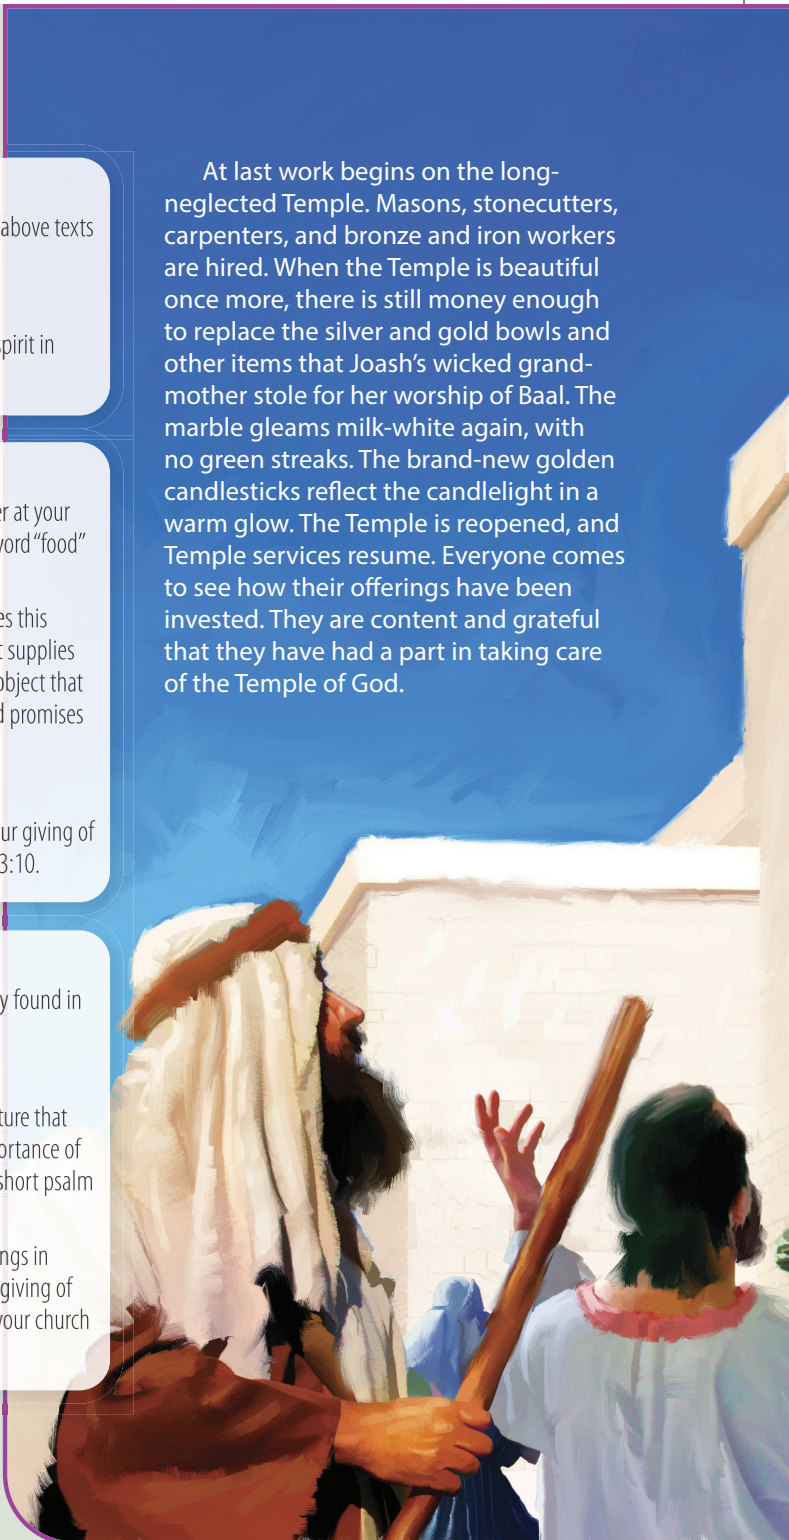 above texts
spirit in
er at your
word “food”
es this
t supplies
object that
d promises
ur giving of
3:10.
y found in
ture that
ortance of
short psalm
ngs in
giving of
your church
At last work begins on the long-
neglected Temple. Masons, stonecutters,
carpenters, and bronze and iron workers
are hired. When the Temple is beautiful
once more, there is still money enough
to replace the silver and gold bowls and
other items that Joash’s wicked grand-
mother stole for her worship of Baal. The
marble gleams milk-white again, with
no green streaks. The brand-new golden
candlesticks reflect the candlelight in a
warm glow. The Temple is reopened, and
Temple services resume. Everyone comes
to see how their offerings have been
invested. They are content and grateful
that they have had a part in taking care
of the Temple of God.